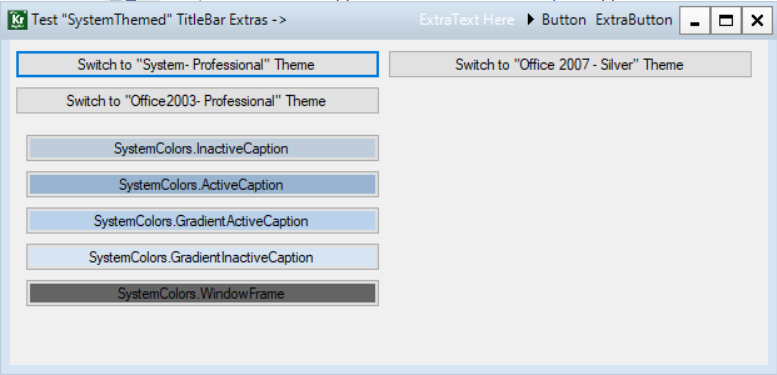 Kr Test "SystemThemed" TitleBar Extras -> ExtraText Here Button ExtraButton
Switch to "System- Professional" Theme Switch to "Office 2007 - Silver" Theme
Switch to "Office2003- Professional" Theme
SystemColors.InactiveCaption
SystemColors.ActiveCaption
SystemColors.GradientActiveCaption
SystemColors.GradientInactiveCaption
SystemColors.WindowFrame